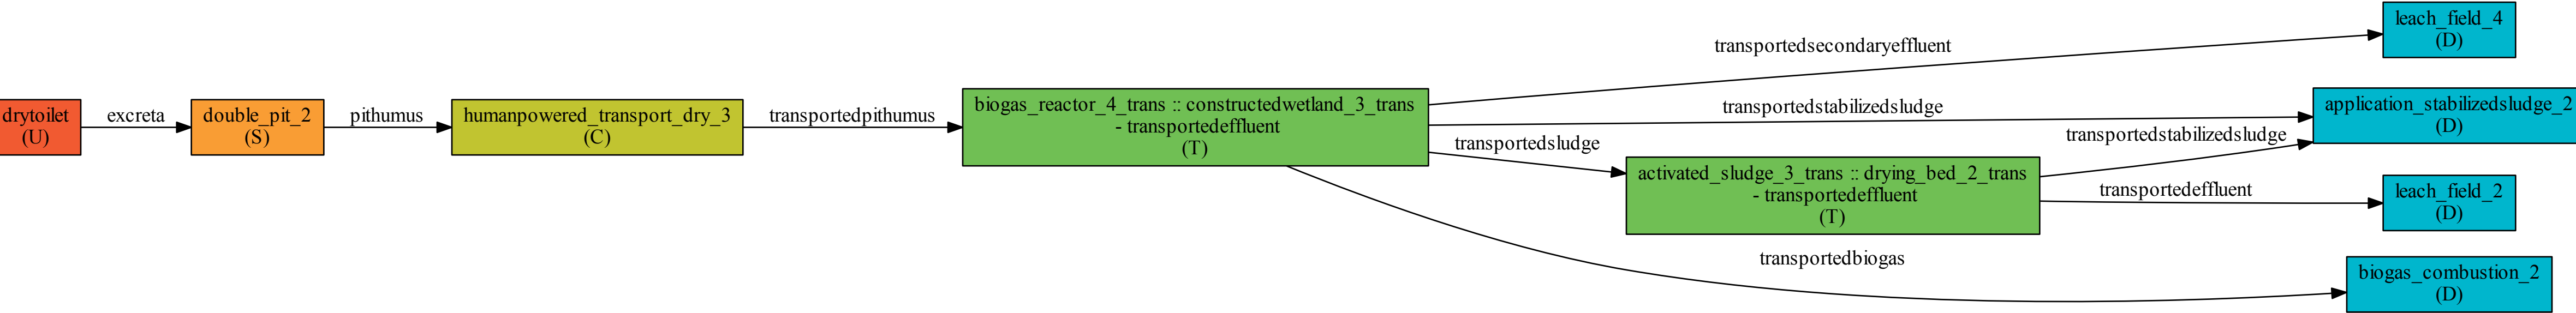 drytoilet
(U)
excreta
double_pit_2
(S)
pithumus
humanpowered_transport_dry_3
(C)
transportedpithumus
biogas_reactor_4_trans :: constructedwetland_3_trans
- transportedeffluent
(T)
transportedsecondaryeffluent
transportedstabilizedsludge
transportedsludge
transportedbiogas
activated_sludge_3_trans :: drying_bed_2_trans
- transportedeffluent
(T)
transportedstabilizedsludge
transportedeffluent
leach_field_4
(D)
application_stabilizedsludge_2
(D)
leach_field_2
(D)
biogas_combustion_2
(D)